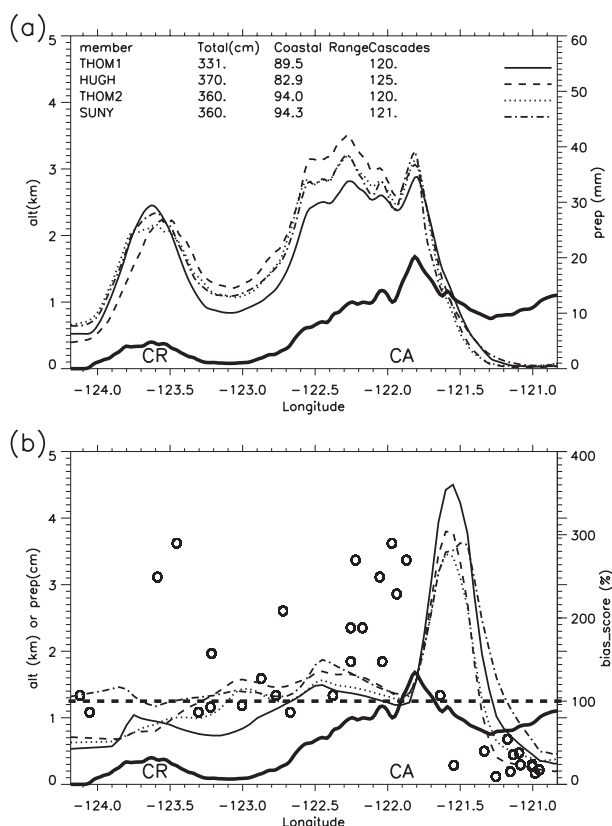 (a)
member Total(cm) Coastal RangeCascades
THOM1 331. 89.5 120.
HUGH 370. 82.9 125.
THOM2 360. 94.0 120.
SUNY 360. 94.3 121.
5
4
3
2
1
0
alt(km)
60
50
40
30
20
10
0
prep (mm)
CR
CA
-124.0 -123.5 -123.0 -122.5 -122.0 -121.5 -121.0
Longitude
(b)
5
4
3
2
1
0
alt (km) or prep(cm)
400
300
200
100
0
bias_score (%)
CR
CA
-124.0 -123.5 -123.0 -122.5 -122.0 -121.5 -121.0
Longitude